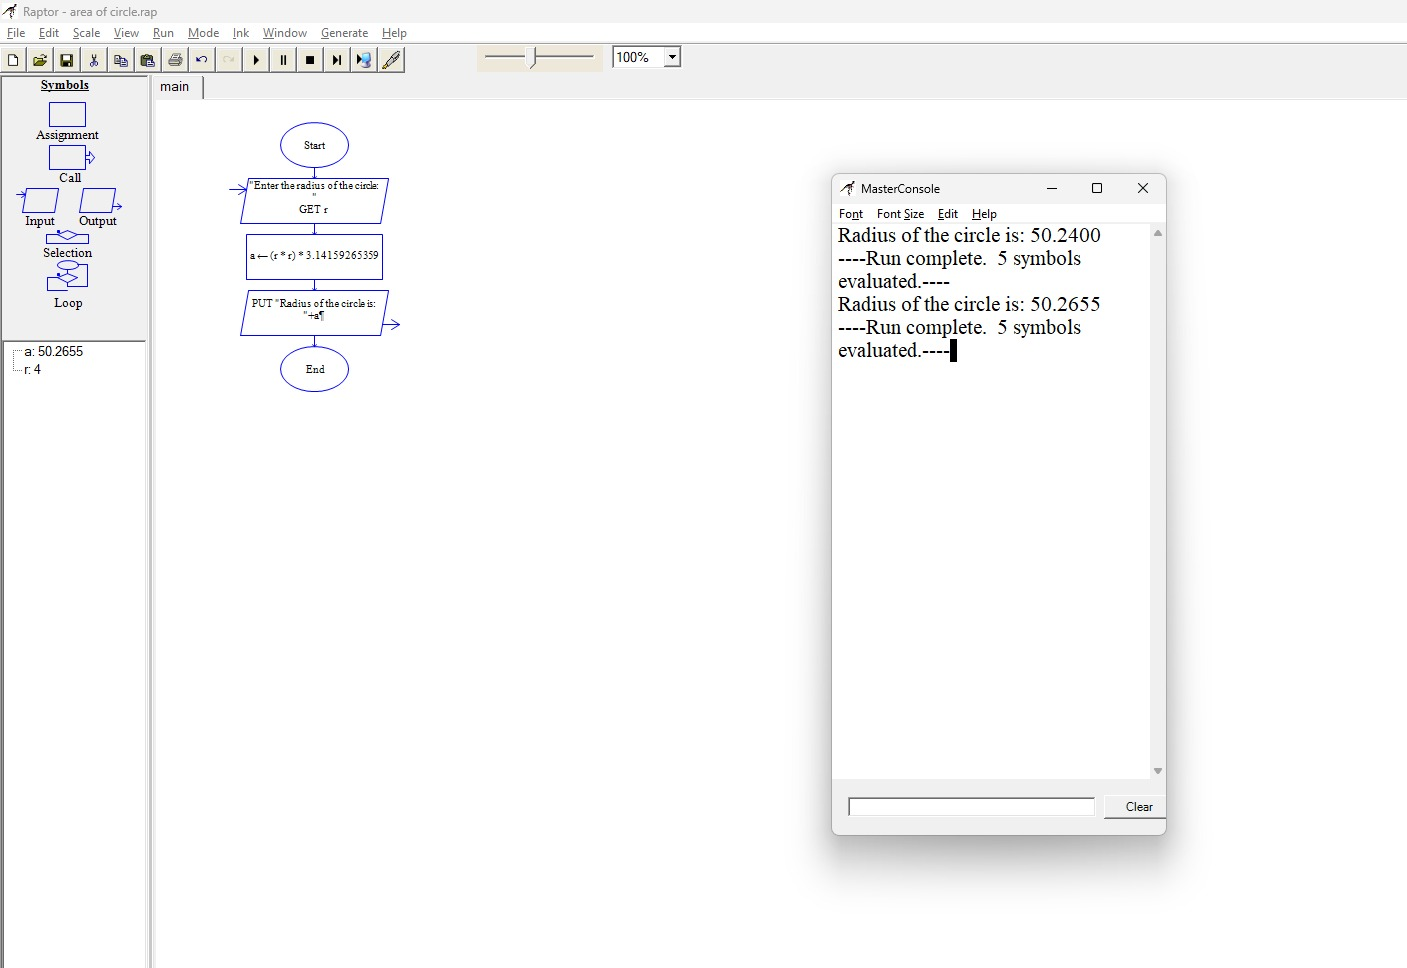 Raptor - area of circle.rap
File Edit Scale View Run Mode Ink Window Generate Help
100%
Symbols
main
Assignment
Call
Input Output
Selection
Loop
a: 50.2655
r: 4
Start
"Enter the radius of the circle:
"
GET r
a ← (r * r) * 3.14159265359
PUT "Radius of the circle is:
"+a¶
End
MasterConsole
Font Font Size Edit Help
Radius of the circle is: 50.2400
----Run complete.  5 symbols
evaluated.----
Radius of the circle is: 50.2655
----Run complete.  5 symbols
evaluated.----
Clear